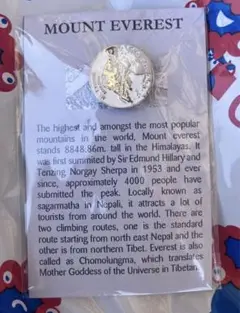 MOUNT EVEREST
The highest and amongst the most popular
mountains in the world, Mount everest
stands 8848.86m. tall in the Himalayas. It
was first summited by Sir Edmund Hillary and
Tenzing Norgay Sherpa in 1953 and ever
since, approximately 4000 people have
submitted the peak. Locally known as
sagarmatha in Nepali, it attracts a lot of
tourists from around the world. There are
two climbing routes, one is the standard
route starting from north east Nepal and the
other is from northern Tibet. Everest is also
called as Chomolungma, which translates
Mother Goddess of the Universe in Tibetan.